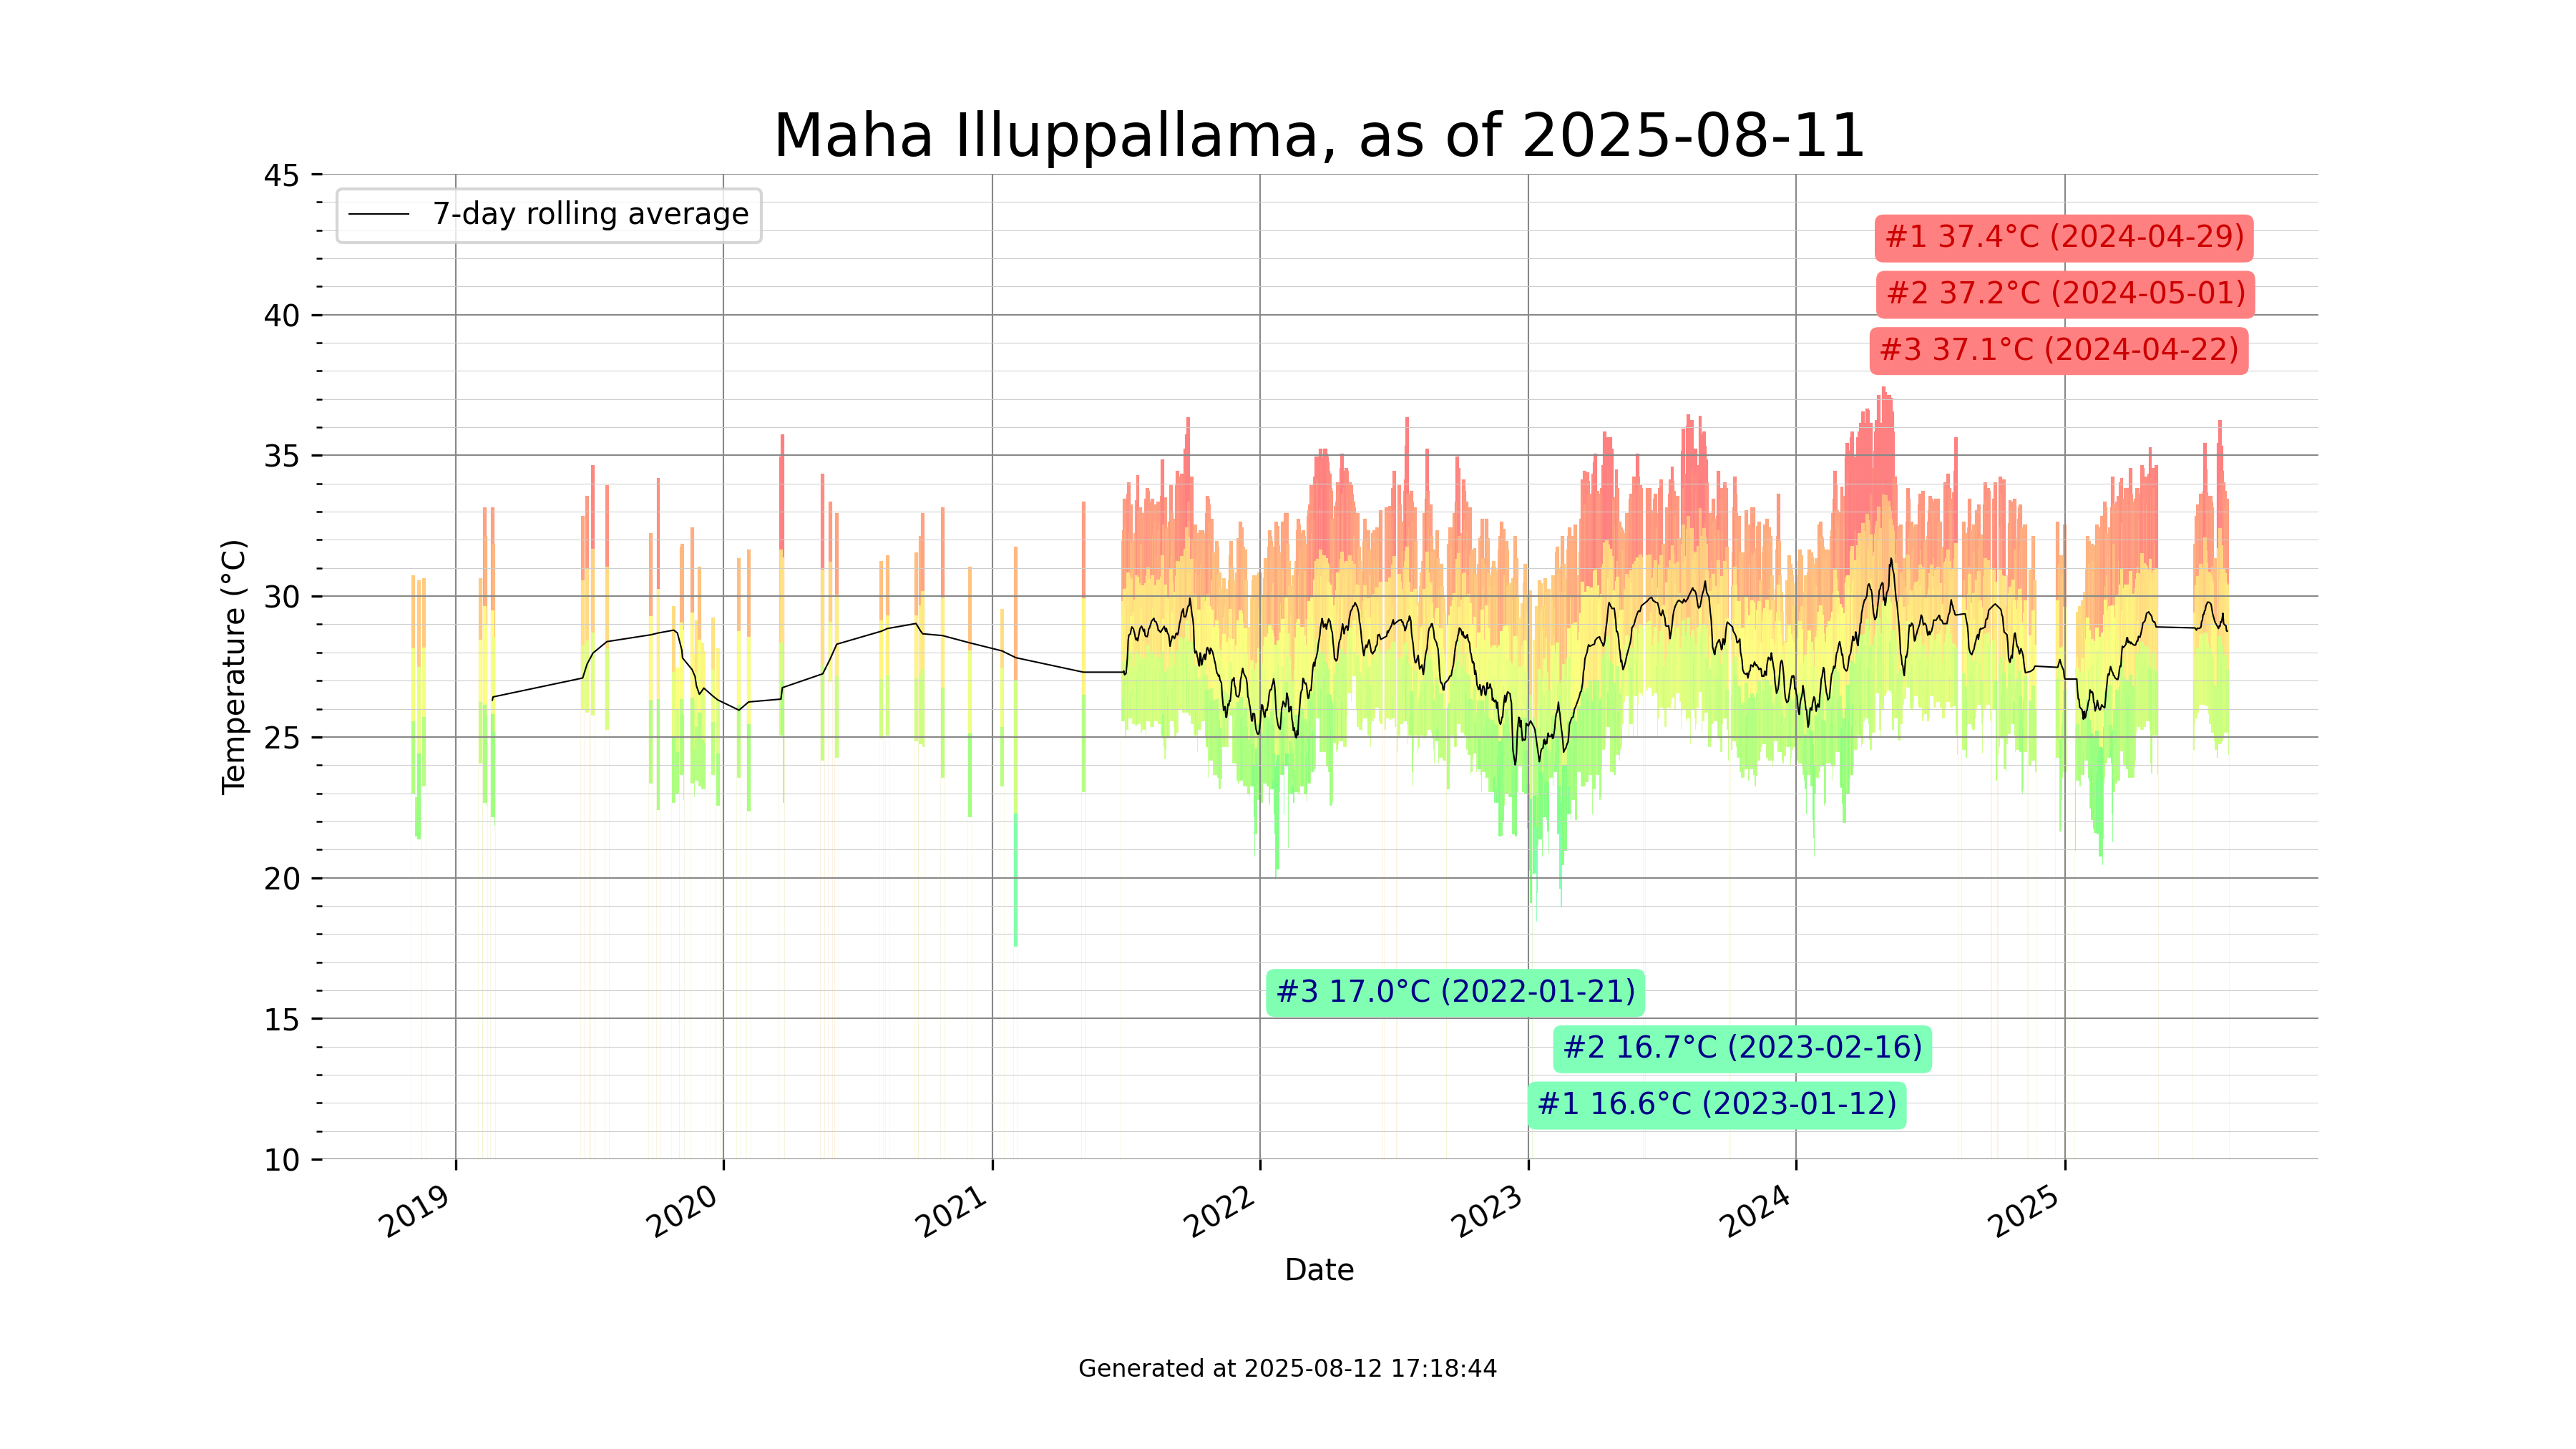 Maha Illuppallama, as of 2025-08-11
7-day rolling average
#1 37.4°C (2024-04-29)
#2 37.2°C (2024-05-01)
#3 37.1°C (2024-04-22)
#3 17.0°C (2022-01-21)
#2 16.7°C (2023-02-16)
#1 16.6°C (2023-01-12)
45
40
35
30
25
20
15
10
Temperature (°C)
2019
2020
2021
2022
2023
2024
2025
Date
Generated at 2025-08-12 17:18:44